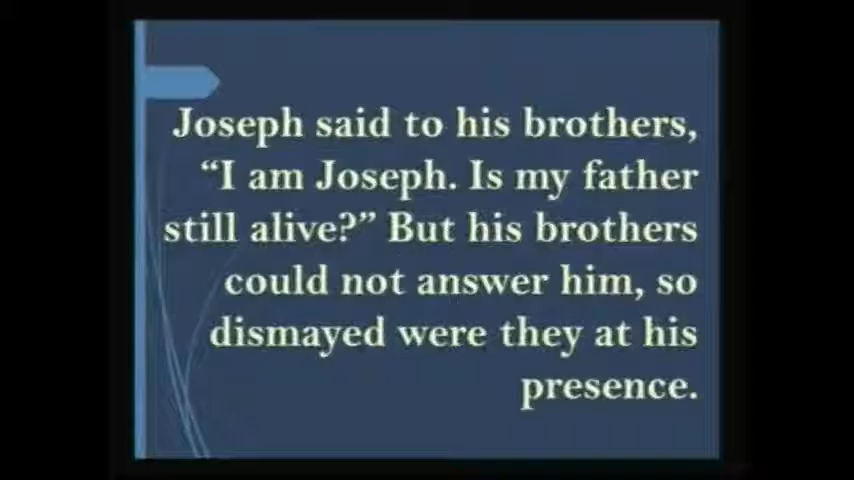 Joseph said to his brothers,
“I am Joseph. Is my father
still alive?” But his brothers
could not answer him, so
dismayed were they at his
presence.